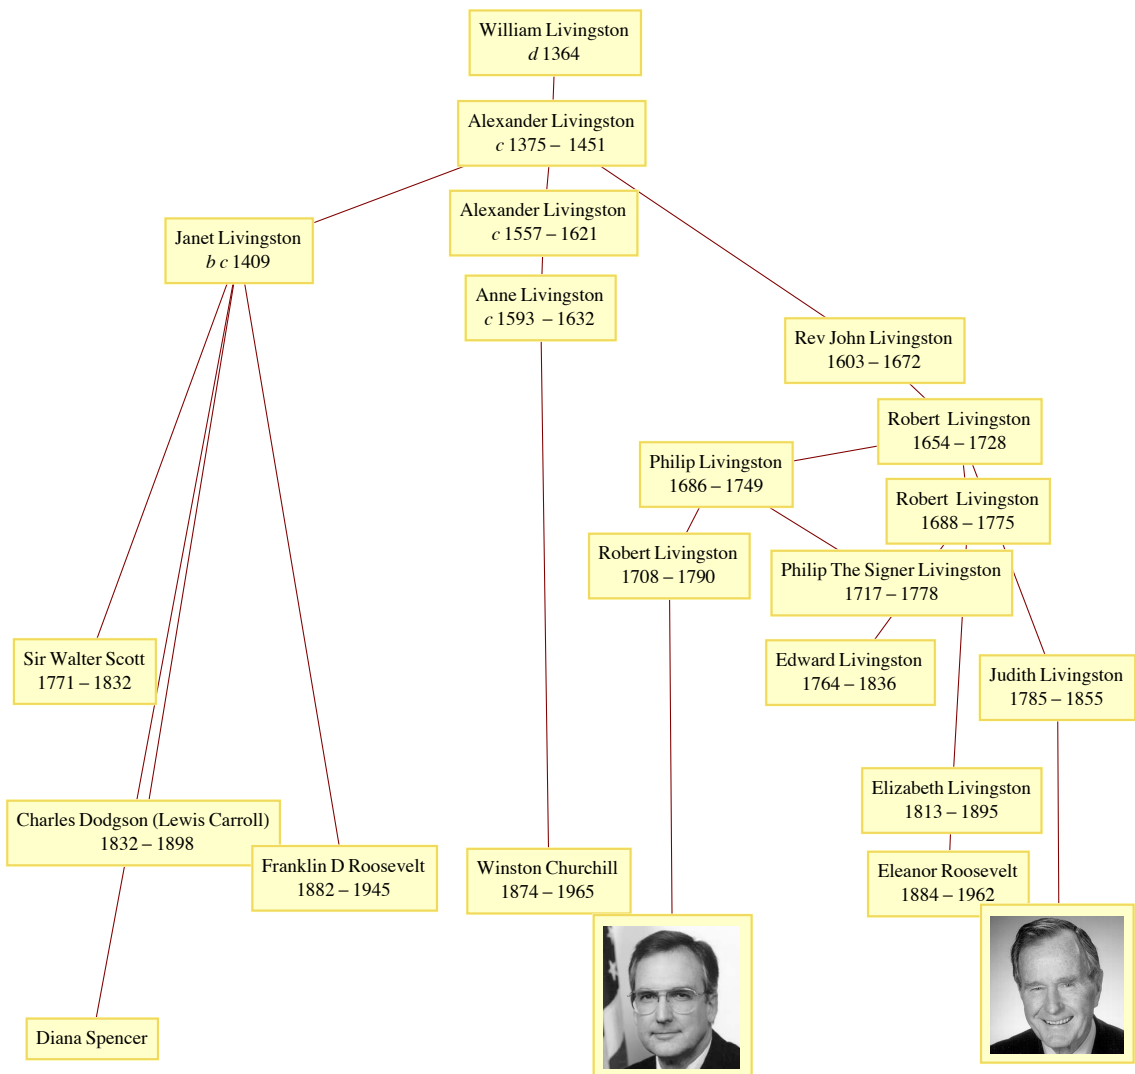 William Livingston
d 1364
Alexander Livingston
c 1375 – 1451
Alexander Livingston
c 1557 – 1621
Janet Livingston
b c 1409
Anne Livingston
c 1593 – 1632
Rev John Livingston
1603 – 1672
Robert Livingston
1654 – 1728
Philip Livingston
1686 – 1749
Robert Livingston
1688 – 1775
Robert Livingston
1708 – 1790
Philip The Signer Livingston
1717 – 1778
Sir Walter Scott
1771 – 1832
Edward Livingston
1764 – 1836
Judith Livingston
1785 – 1855
Elizabeth Livingston
1813 – 1895
Charles Dodgson (Lewis Carroll)
1832 – 1898
Franklin D Roosevelt
1882 – 1945
Winston Churchill
1874 – 1965
Eleanor Roosevelt
1884 – 1962
Diana Spencer